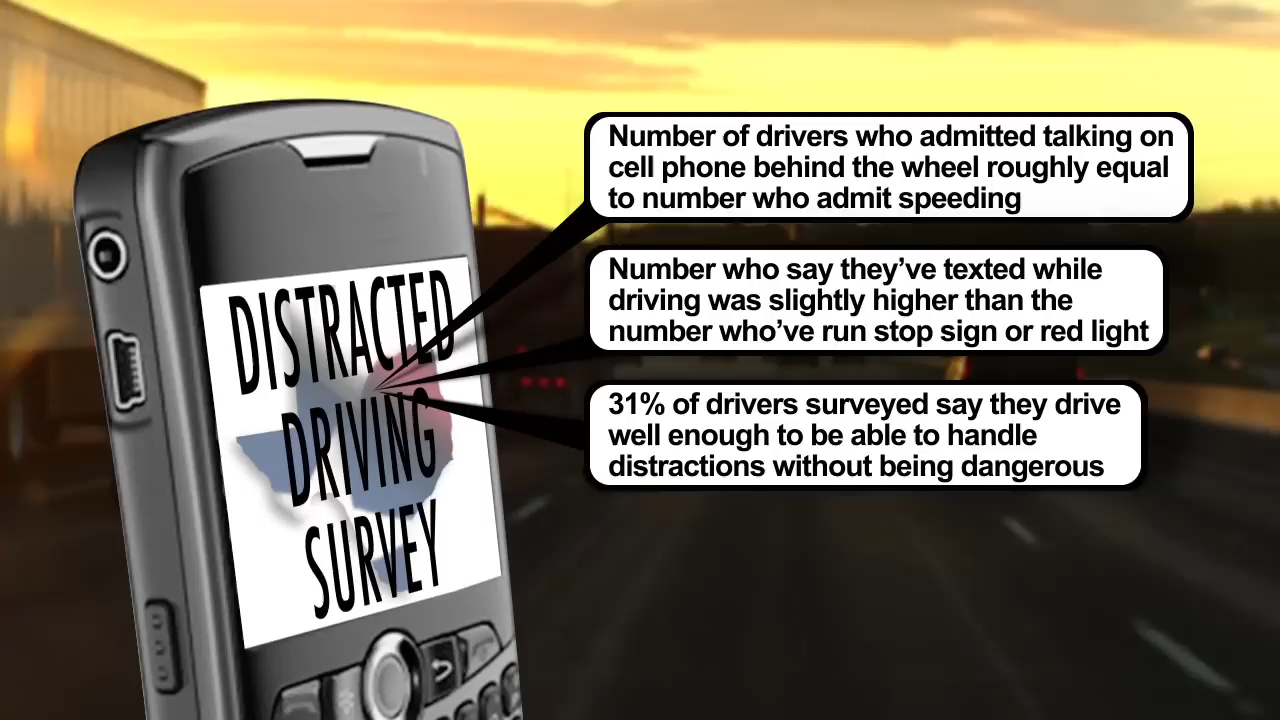 DISTRACTED
DRIVING
SURVEY
Number of drivers who admitted talking on
cell phone behind the wheel roughly equal
to number who admit speeding
Number who say they’ve texted while
driving was slightly higher than the
number who’ve run stop sign or red light
31% of drivers surveyed say they drive
well enough to be able to handle
distractions without being dangerous